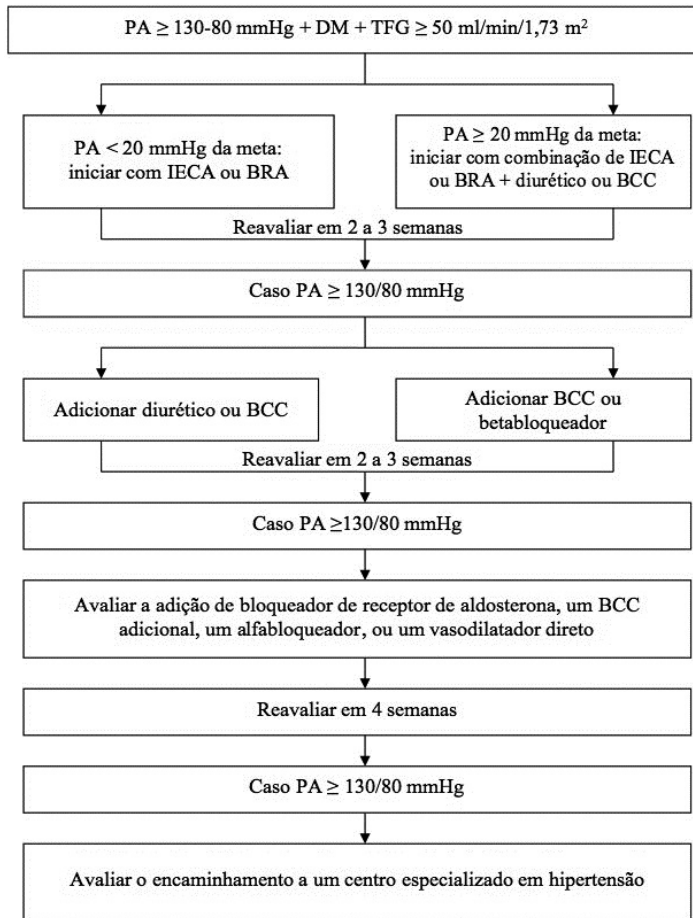 PA ≥ 130-80 mmHg + DM + TFG ≥ 50 ml/min/1,73 m²
PA < 20 mmHg da meta:
iniciar com IECA ou BRA
PA ≥ 20 mmHg da meta:
iniciar com combinação de IECA
ou BRA + diurético ou BCC
Reavaliar em 2 a 3 semanas
Caso PA ≥ 130/80 mmHg
Adicionar diurético ou BCC
Adicionar BCC ou
betabloqueador
Reavaliar em 2 a 3 semanas
Caso PA ≥130/80 mmHg
Avaliar a adição de bloqueador de receptor de aldosterona, um BCC
adicional, um alfabloqueador, ou um vasodilatador direto
Reavaliar em 4 semanas
Caso PA ≥ 130/80 mmHg
Avaliar o encaminhamento a um centro especializado em hipertensão